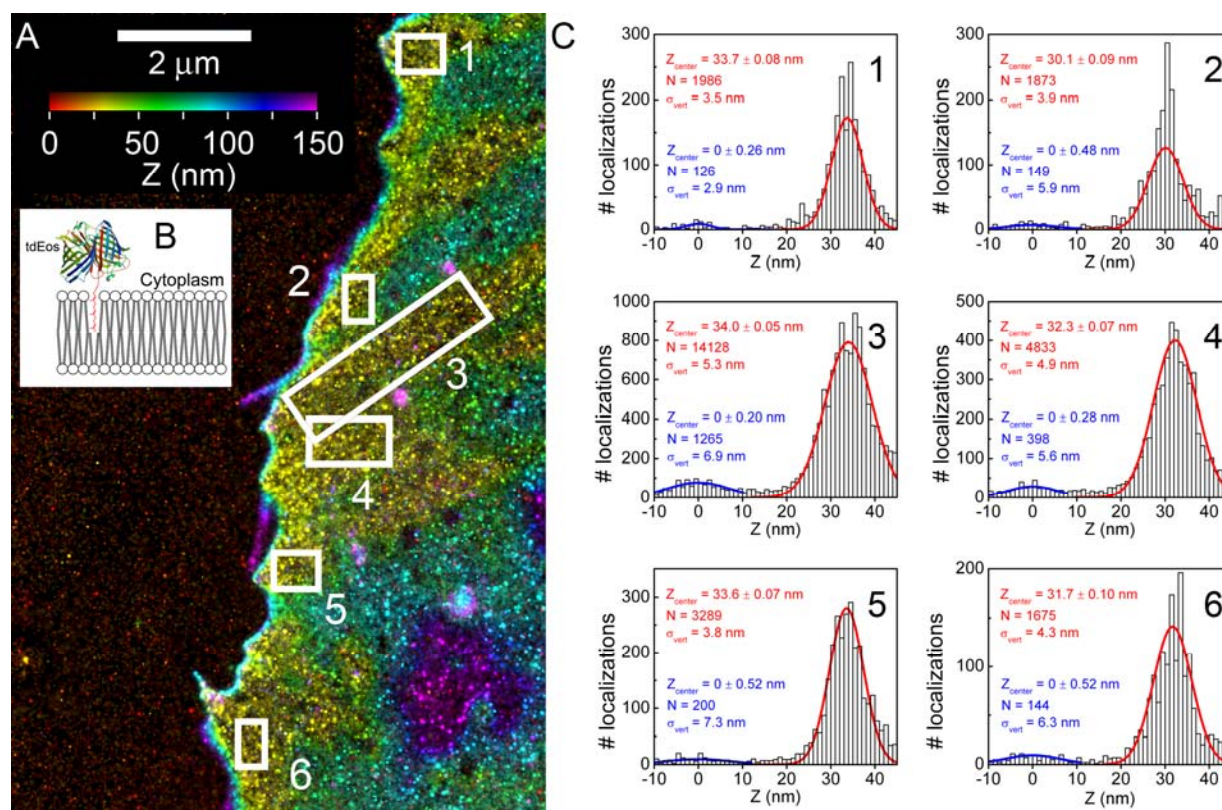 A
2 μm
0 50 100 150
Z (nm)
B
tdEos
Cytoplasm
1
2
3
4
5
6
C
300
200
100
0
-10 0 10 20 30 40
# localizations
Z (nm)
1
Zcenter = 33.7 ± 0.08 nm
N = 1986
σvert = 3.5 nm
Zcenter = 0 ± 0.26 nm
N = 126
σvert = 2.9 nm
300
200
100
0
-10 0 10 20 30 40
# localizations
Z (nm)
2
Zcenter = 30.1 ± 0.09 nm
N = 1873
σvert = 3.9 nm
Zcenter = 0 ± 0.48 nm
N = 149
σvert = 5.9 nm
1000
800
600
400
200
0
-10 0 10 20 30 40
# localizations
Z (nm)
3
Zcenter = 34.0 ± 0.05 nm
N = 14128
σvert = 5.3 nm
Zcenter = 0 ± 0.20 nm
N = 1265
σvert = 6.9 nm
500
400
300
200
100
0
-10 0 10 20 30 40
# localizations
Z (nm)
4
Zcenter = 32.3 ± 0.07 nm
N = 4833
σvert = 4.9 nm
Zcenter = 0 ± 0.28 nm
N = 398
σvert = 5.6 nm
300
200
100
0
-10 0 10 20 30 40
# localizations
Z (nm)
5
Zcenter = 33.6 ± 0.07 nm
N = 3289
σvert = 3.8 nm
Zcenter = 0 ± 0.52 nm
N = 200
σvert = 7.3 nm
200
100
0
-10 0 10 20 30 40
# localizations
Z (nm)
6
Zcenter = 31.7 ± 0.10 nm
N = 1675
σvert = 4.3 nm
Zcenter = 0 ± 0.52 nm
N = 144
σvert = 6.3 nm